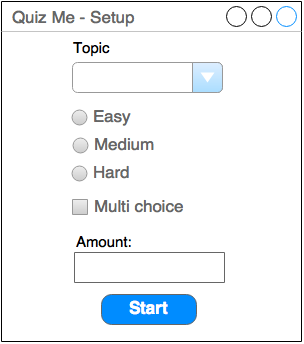 Quiz Me - Setup
Topic
Easy
Medium
Hard
Multi choice
Amount:
Start